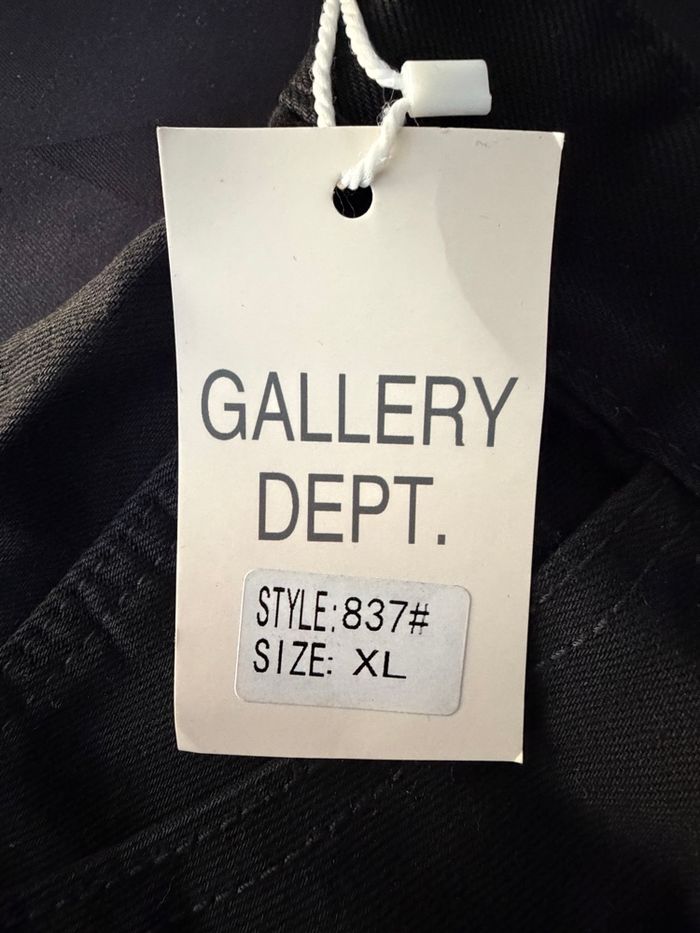 GALLERY
DEPT.
STYLE:837#
SIZE: XL